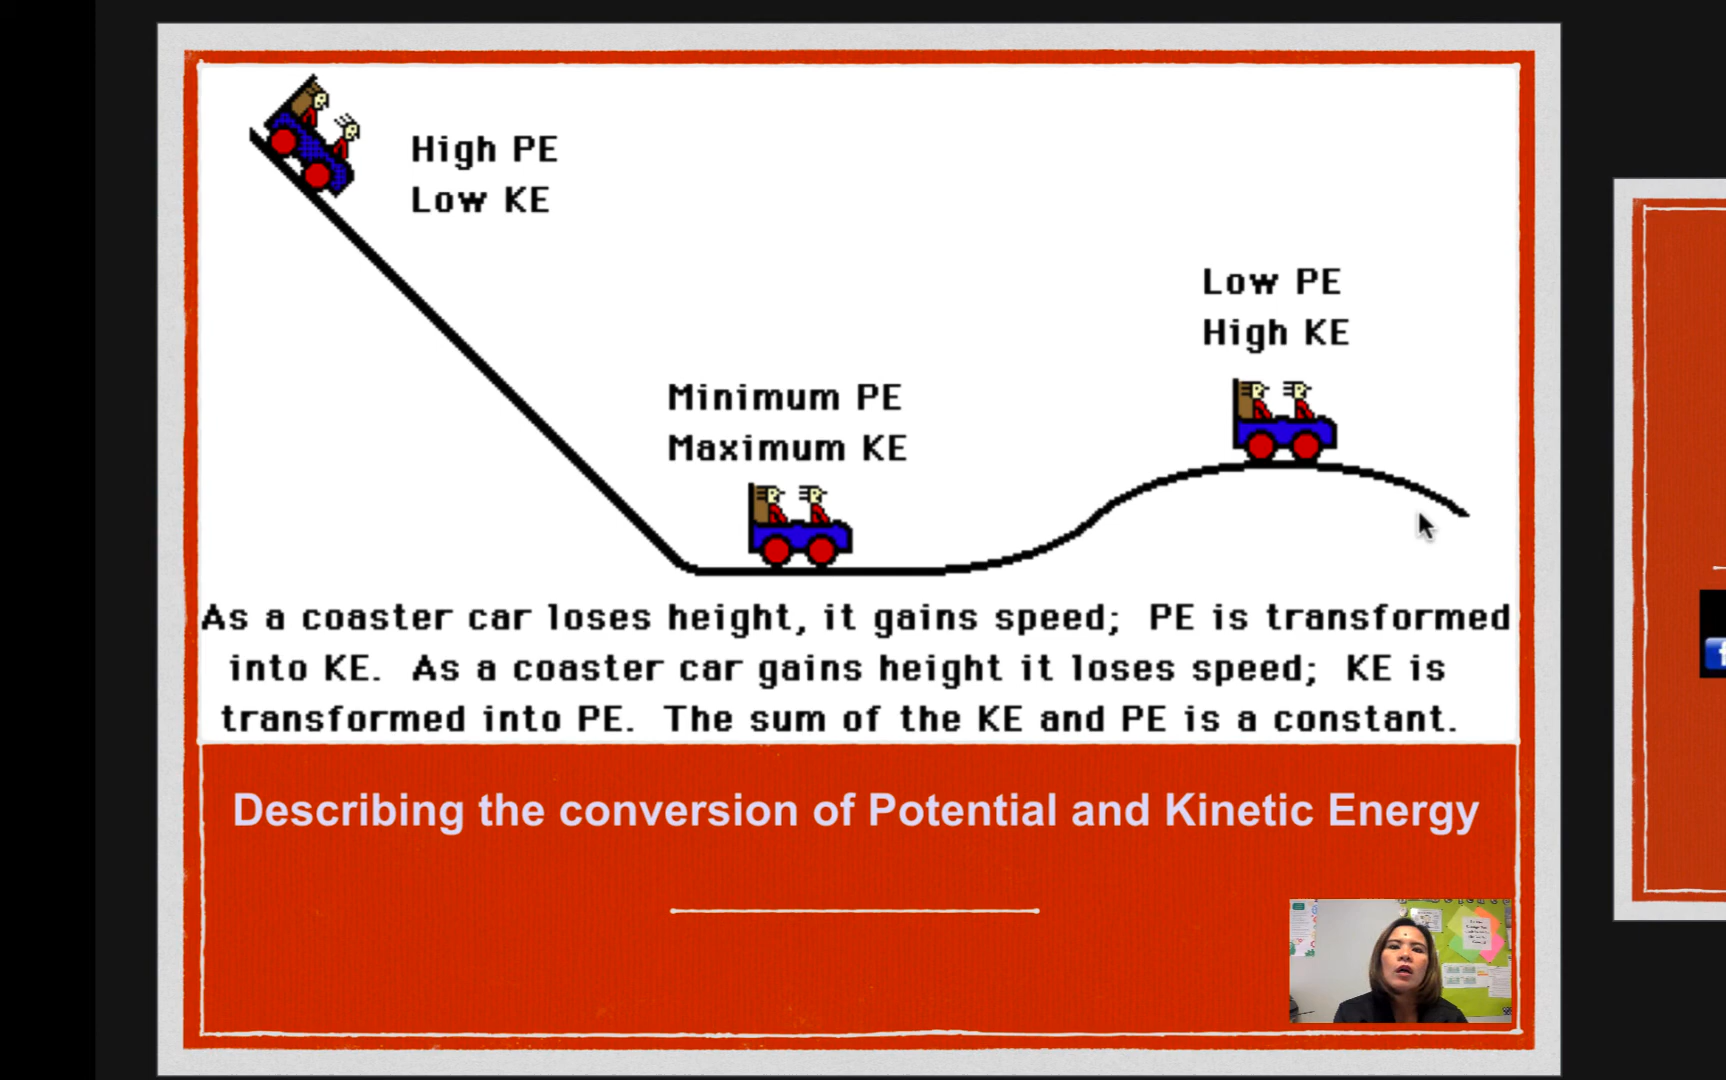 High PE
Low KE
Low PE
High KE
Minimum PE
Maximum KE
As a coaster car loses height, it gains speed; PE is transformed
into KE. As a coaster car gains height it loses speed; KE is
transformed into PE. The sum of the KE and PE is a constant.
Describing the conversion of Potential and Kinetic Energy